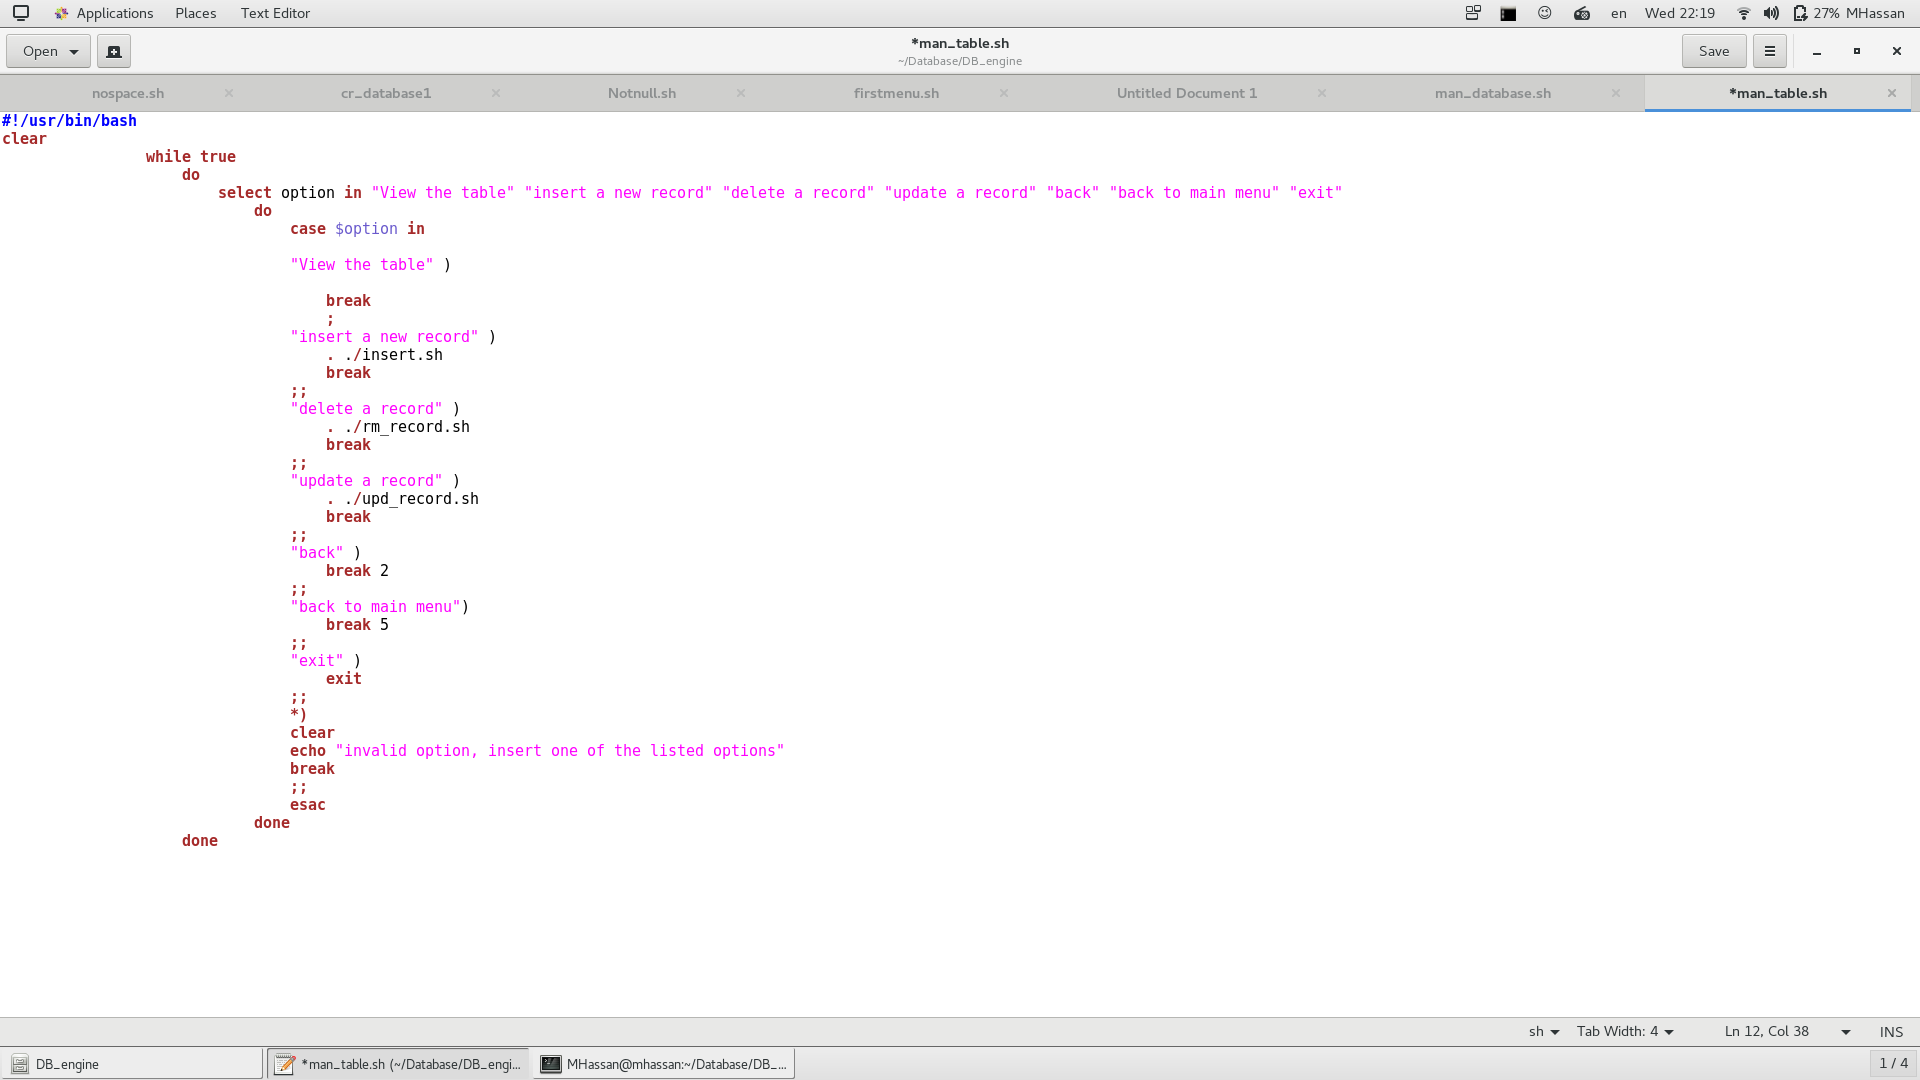 Applications Places Text Editor en Wed 22:19 27% MHassan
Open *man_table.sh Save
~/Database/DB_engine
nospace.sh cr_database1 Notnull.sh firstmenu.sh Untitled Document 1 man_database.sh *man_table.sh
#!/usr/bin/bash
clear
while true
do
select option in "View the table" "insert a new record" "delete a record" "update a record" "back" "back to main menu" "exit"
do
case $option in
"View the table" )
break
;
"insert a new record" )
. ./insert.sh
break
;;
"delete a record" )
. ./rm_record.sh
break
;;
"update a record" )
. ./upd_record.sh
break
;;
"back" )
break 2
;;
"back to main menu")
break 5
;;
"exit" )
exit
;;
*)
clear
echo "invalid option, insert one of the listed options"
break
;;
esac
done
done
sh Tab Width: 4 Ln 12, Col 38 INS
DB_engine *man_table.sh (~/Database/DB_engi... MHassan@mhassan:~/Database/DB_... 1 / 4